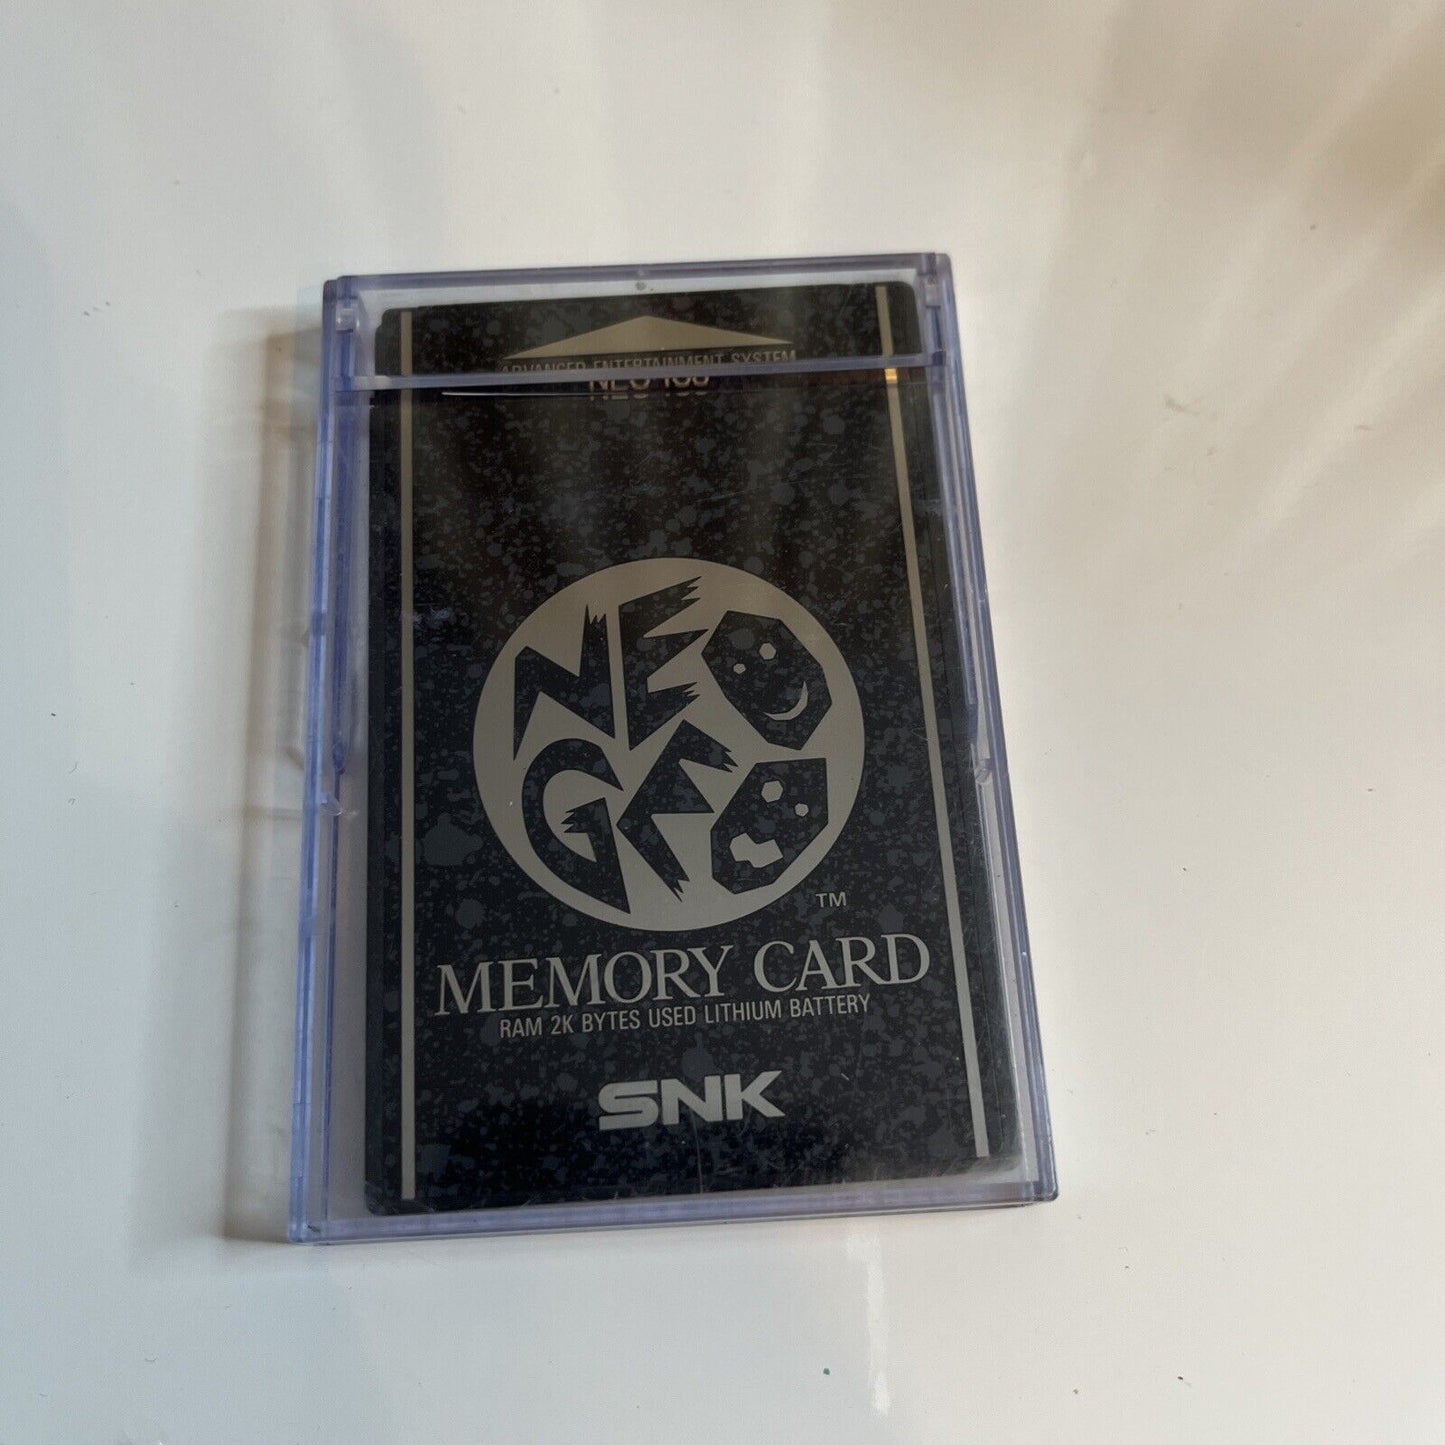 ADVANCED ENTERTAINMENT SYSTEM
NEO
GEO
TM
MEMORY CARD
RAM 2K BYTES USED LITHIUM BATTERY
SNK